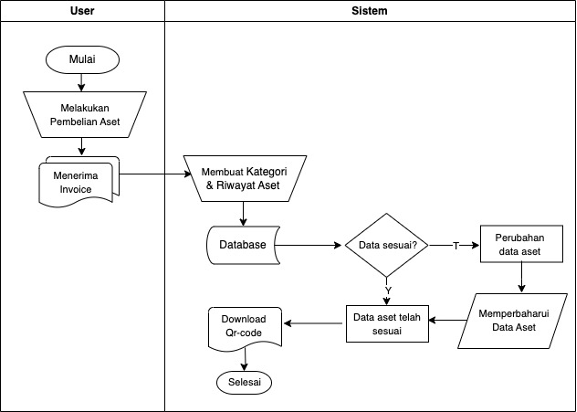 User
Sistem
Mulai
Melakukan
Pembelian Aset
Menerima
Invoice
Membuat Kategori
& Riwayat Aset
Database
Data sesuai?
T
Perubahan
data aset
Y
Memperbaharui
Data Aset
Data aset telah
sesuai
Download
Qr-code
Selesai